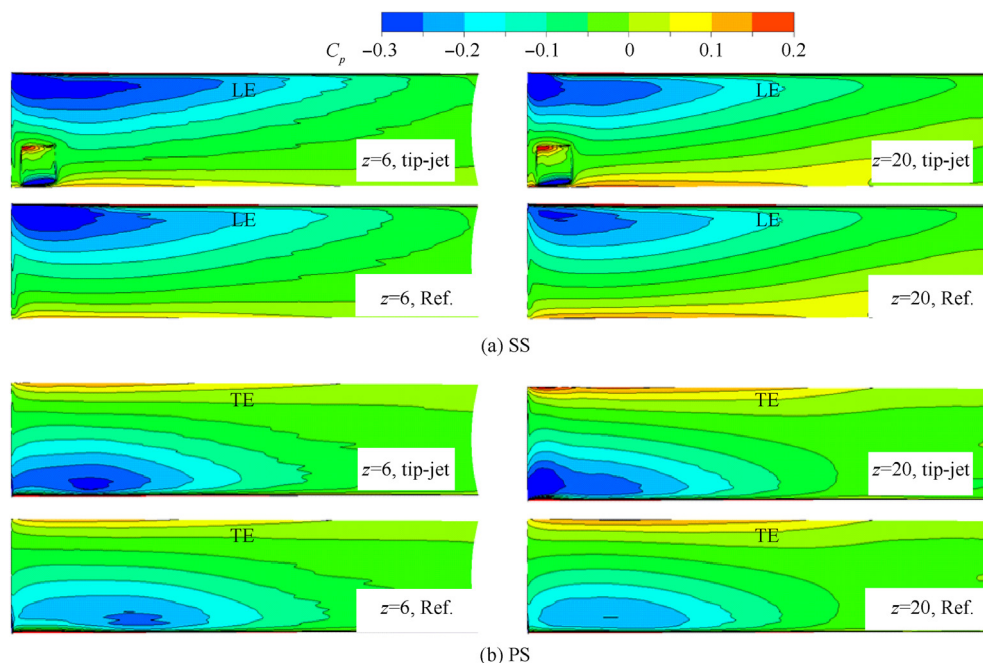 C_p −0.3 −0.2 −0.1 0 0.1 0.2
LE LE
z=6, tip-jet z=20, tip-jet
LE LE
z=6, Ref. z=20, Ref.
(a) SS
TE TE
z=6, tip-jet z=20, tip-jet
TE TE
z=6, Ref. z=20, Ref.
(b) PS